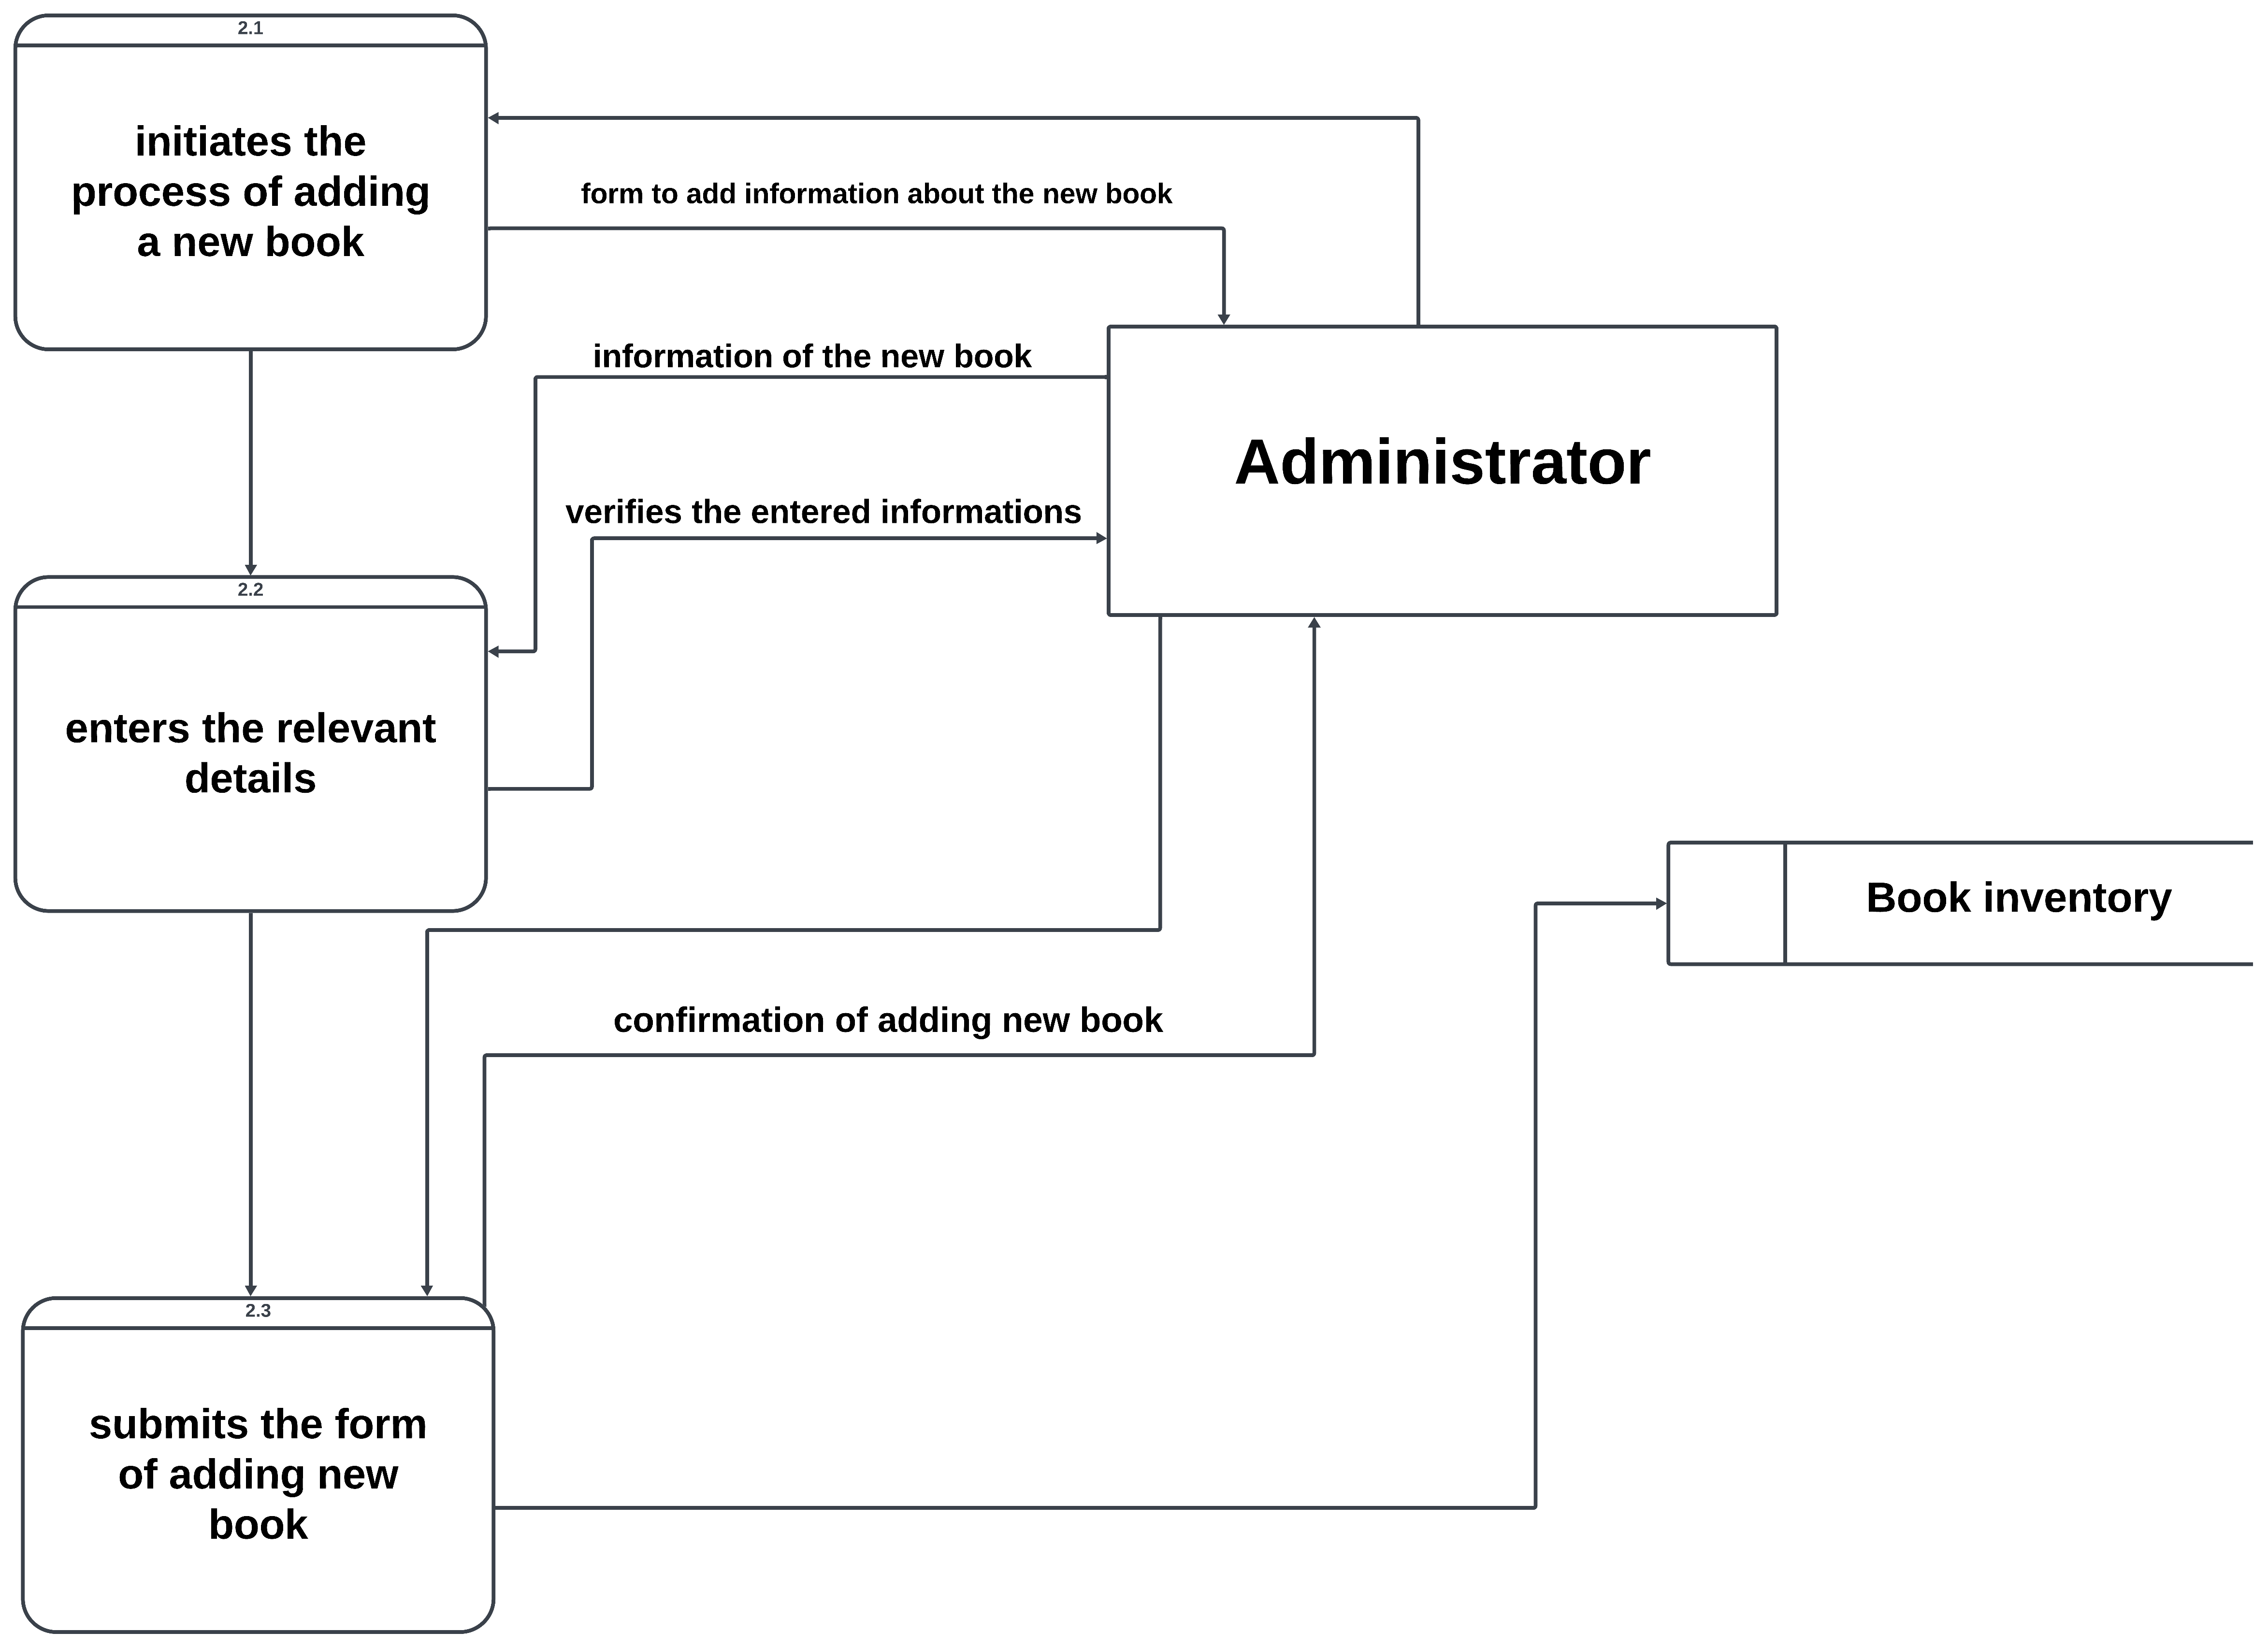 2.1
initiates the
process of adding
a new book
form to add information about the new book
information of the new book
Administrator
verifies the entered informations
2.2
enters the relevant
details
Book inventory
confirmation of adding new book
2.3
submits the form
of adding new
book